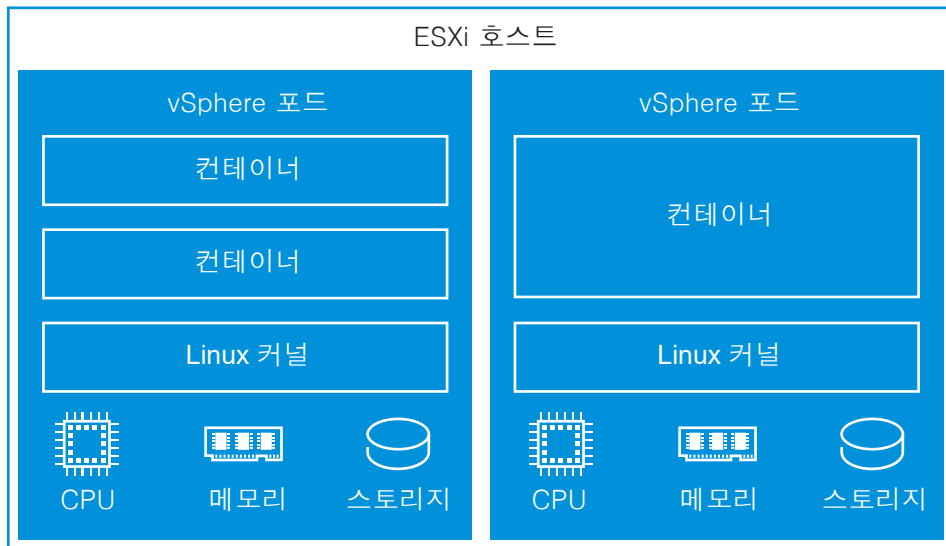 ESXi 호스트
vSphere 포드
컨테이너
컨테이너
Linux 커널
CPU
메모리
스토리지
vSphere 포드
컨테이너
Linux 커널
CPU
메모리
스토리지